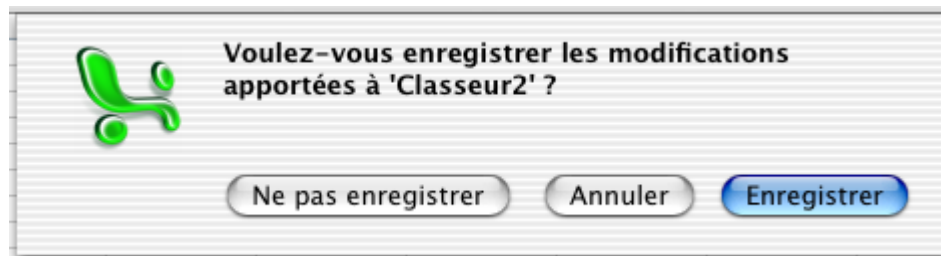 Voulez-vous enregistrer les modifications
apportées à 'Classeur2' ?
Ne pas enregistrer Annuler Enregistrer